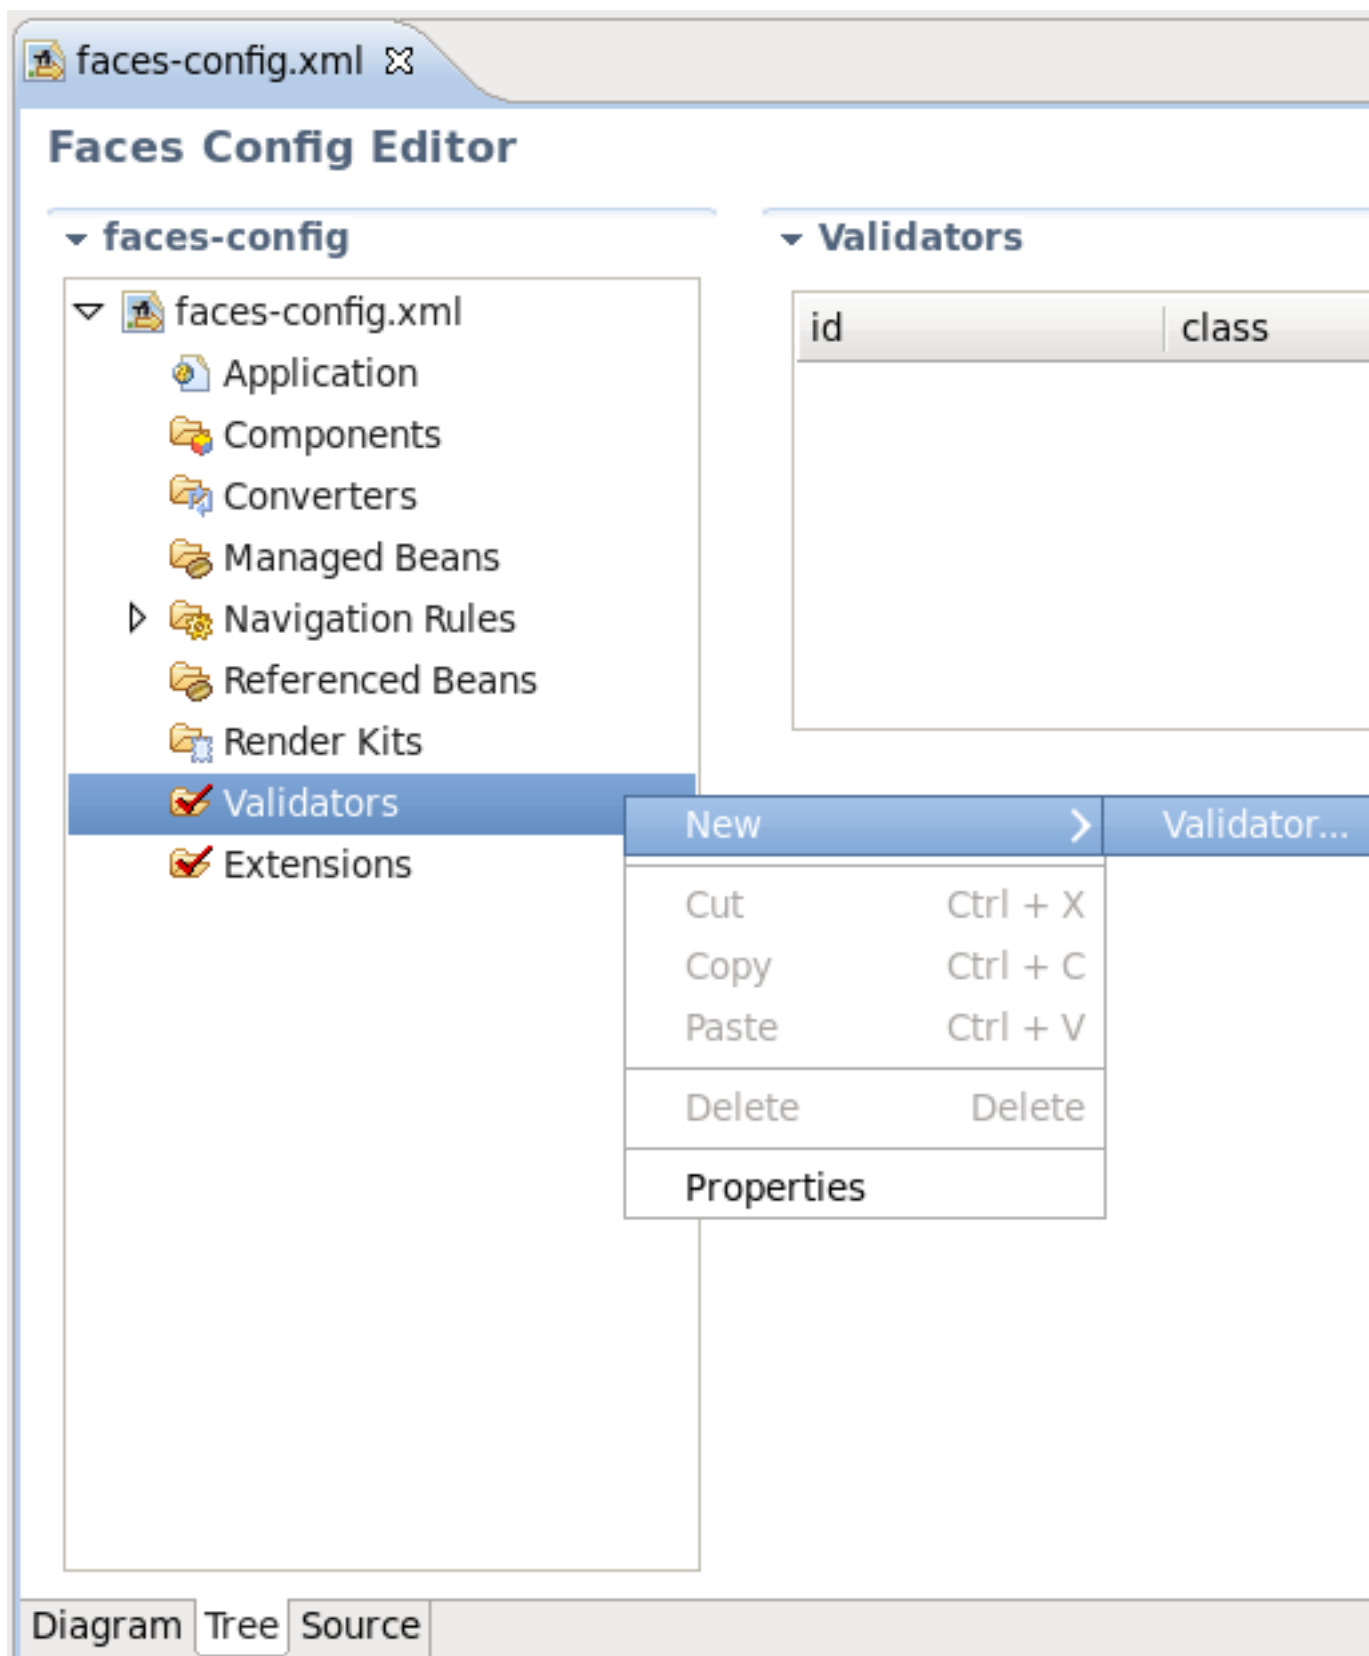 faces-config.xml
Faces Config Editor
faces-config
faces-config.xml
Application
Components
Converters
Managed Beans
Navigation Rules
Referenced Beans
Render Kits
Validators
Extensions
Validators
id class
New Validator...
Cut Ctrl + X
Copy Ctrl + C
Paste Ctrl + V
Delete Delete
Properties
Diagram Tree Source